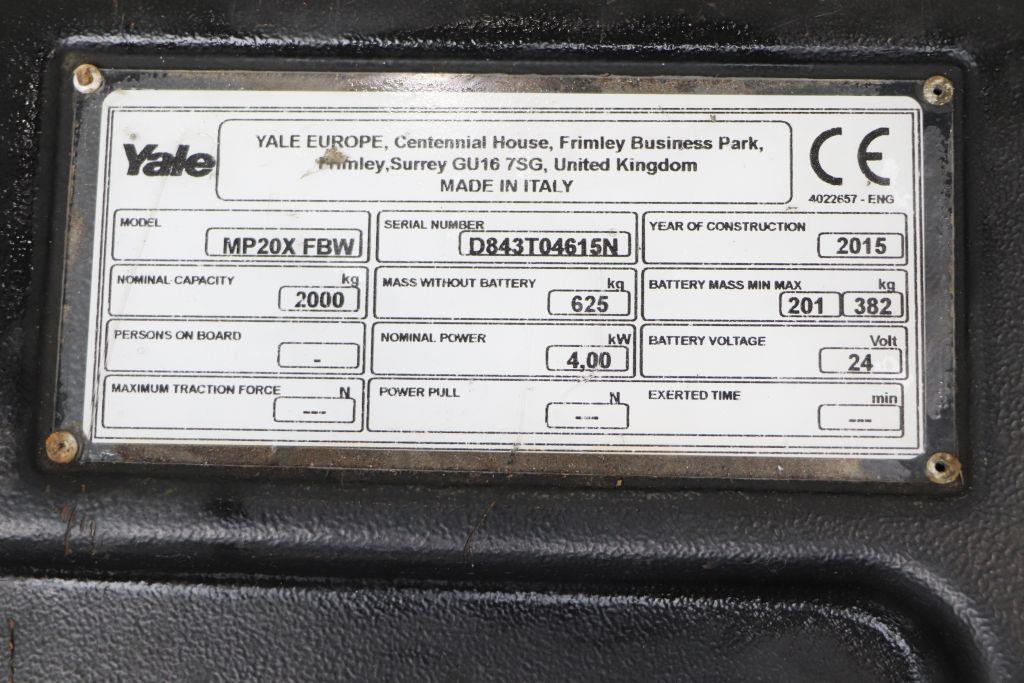 Yale
YALE EUROPE, Centennial House, Frimley Business Park,
Frimley,Surrey GU16 7SG, United Kingdom
MADE IN ITALY
CE
4022657 - ENG
MODEL
MP20X FBW
SERIAL NUMBER
D843T04615N
YEAR OF CONSTRUCTION
2015
NOMINAL CAPACITY kg
2000
MASS WITHOUT BATTERY kg
625
BATTERY MASS MIN MAX kg
201 382
PERSONS ON BOARD
-
NOMINAL POWER kW
4,00
BATTERY VOLTAGE Volt
24
MAXIMUM TRACTION FORCE N
---
POWER PULL N
---
EXERTED TIME min
---